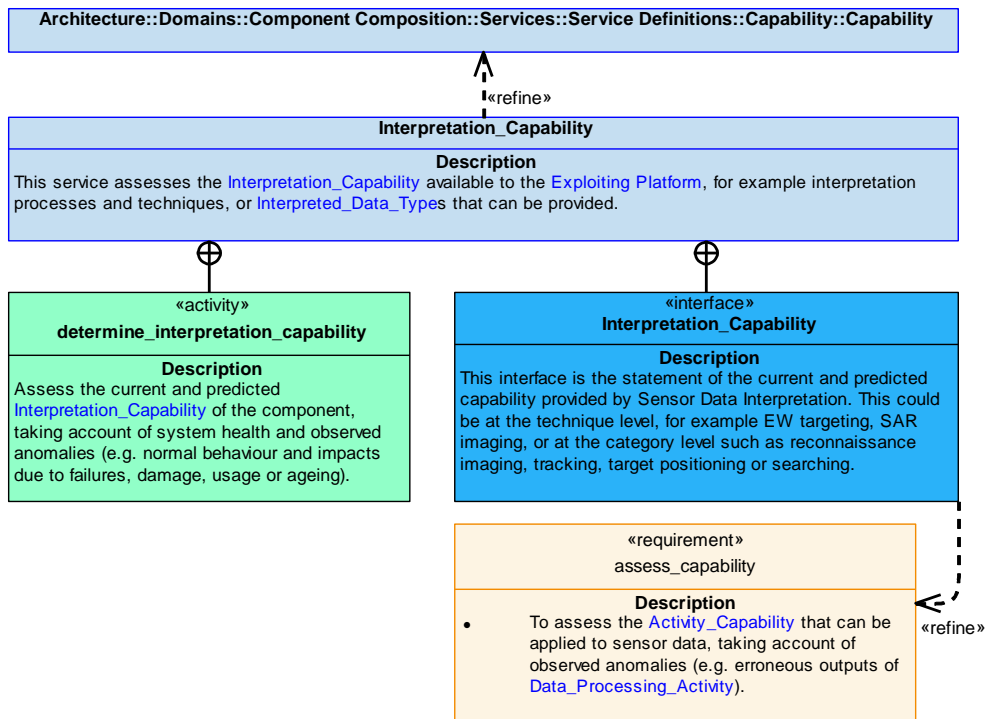 Architecture::Domains::Component Composition::Services::Service Definitions::Capability::Capability
«refine»
Interpretation_Capability
Description
This service assesses the Interpretation_Capability available to the Exploiting Platform, for example interpretation
processes and techniques, or Interpreted_Data_Types that can be provided.
«activity»
determine_interpretation_capability
Description
Assess the current and predicted
Interpretation_Capability of the component,
taking account of system health and observed
anomalies (e.g. normal behaviour and impacts
due to failures, damage, usage or ageing).
«interface»
Interpretation_Capability
Description
This interface is the statement of the current and predicted
capability provided by Sensor Data Interpretation. This could
be at the technique level, for example EW targeting, SAR
imaging, or at the category level such as reconnaissance
imaging, tracking, target positioning or searching.
«requirement»
assess_capability
Description
• To assess the Activity_Capability that can be
applied to sensor data, taking account of
observed anomalies (e.g. erroneous outputs of
Data_Processing_Activity).
«refine»